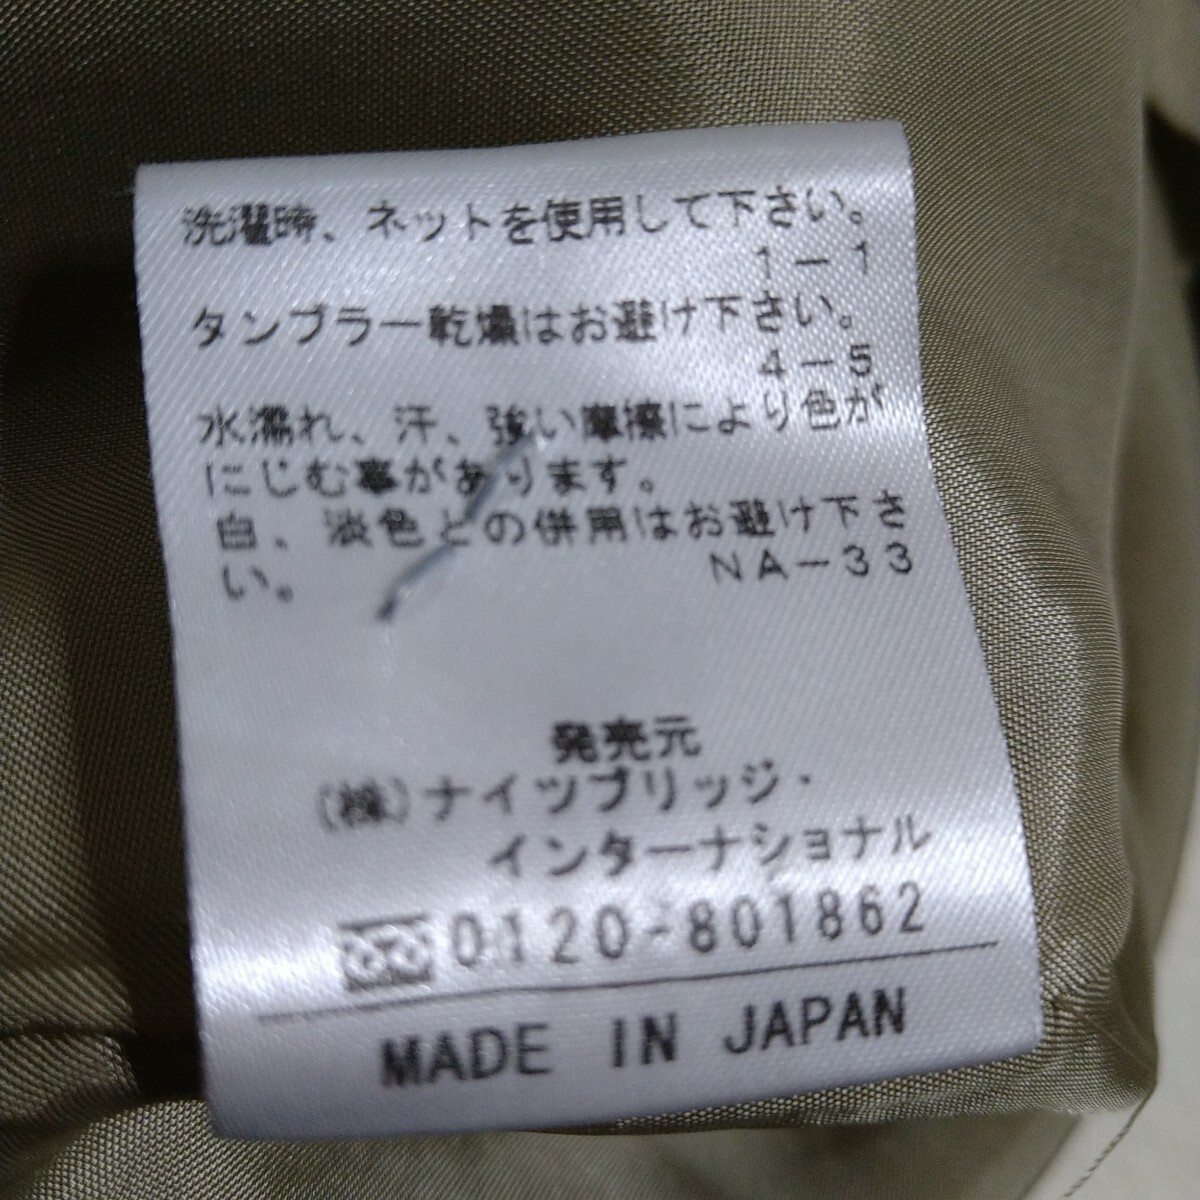 洗濯時、ネットを使用して下さい。
1-1
タンブラー乾燥はお避け下さい。
4-5
水濡れ、汗、強い摩擦により色が
にじむ事があります。
白、淡色との併用はお避け下さ
い。 NA-33
発売元
(株)ナイツブリッジ・
インターナショナル
0120-801862
MADE IN JAPAN